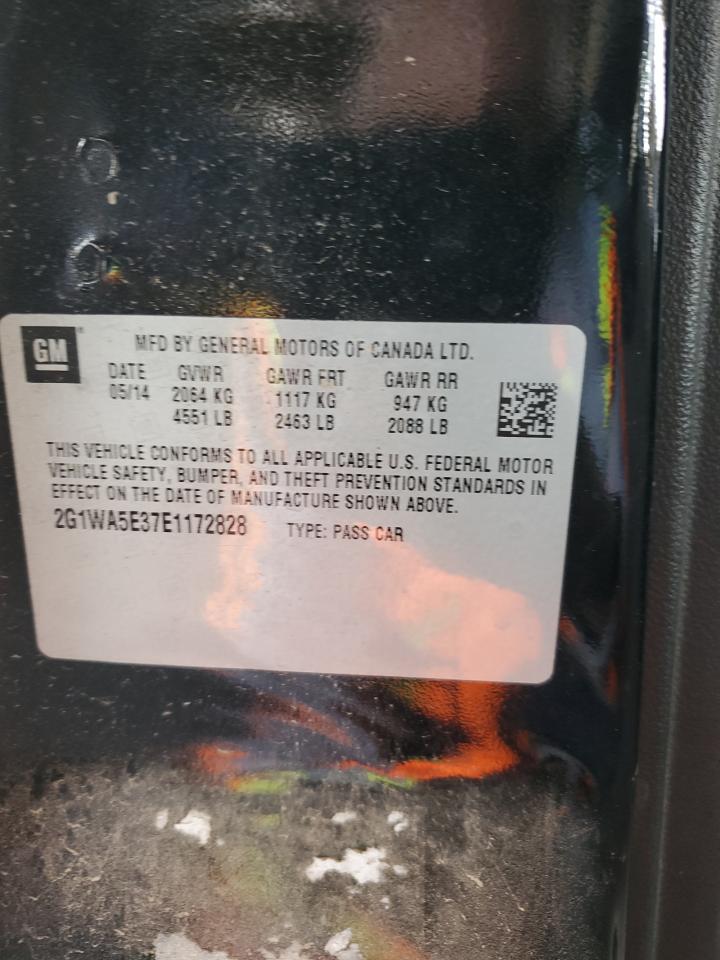 GM
MFD BY GENERAL MOTORS OF CANADA LTD.
DATE GVWR GAWR FRT GAWR RR
05/14 2064 KG 1117 KG 947 KG
4551 LB 2463 LB 2088 LB
THIS VEHICLE CONFORMS TO ALL APPLICABLE U.S. FEDERAL MOTOR
VEHICLE SAFETY, BUMPER, AND THEFT PREVENTION STANDARDS IN
EFFECT ON THE DATE OF MANUFACTURE SHOWN ABOVE.
2G1WA5E37E1172828 TYPE: PASS CAR